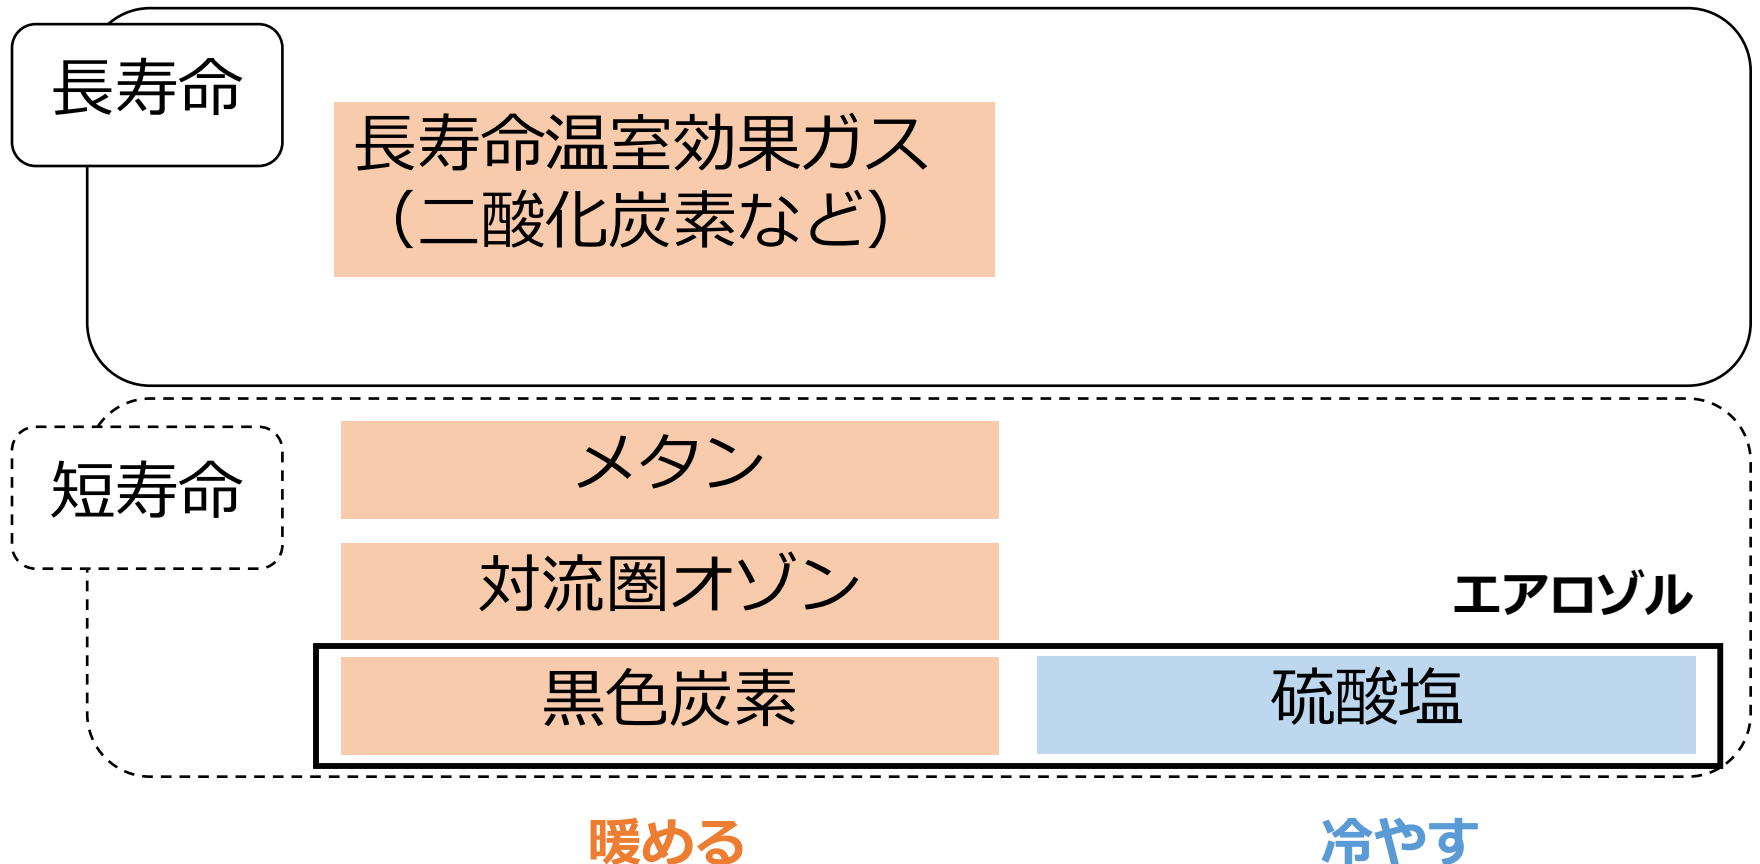 長寿命
長寿命温室効果ガス
（二酸化炭素など）
短寿命
メタン
対流圏オゾン
エアロゾル
黒色炭素
硫酸塩
暖める
冷やす